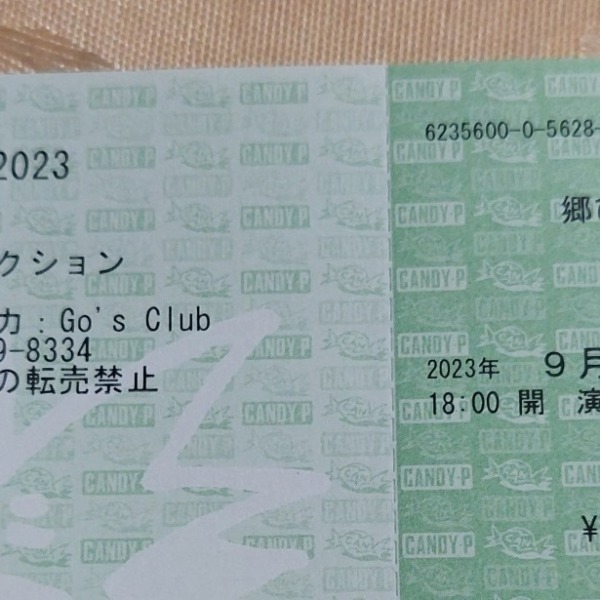 2023
クション
力：Go's Club
9-8334
の転売禁止
6235600-0-5628-
郷
2023年 9月
18:00 開 演
¥
CANDY-P